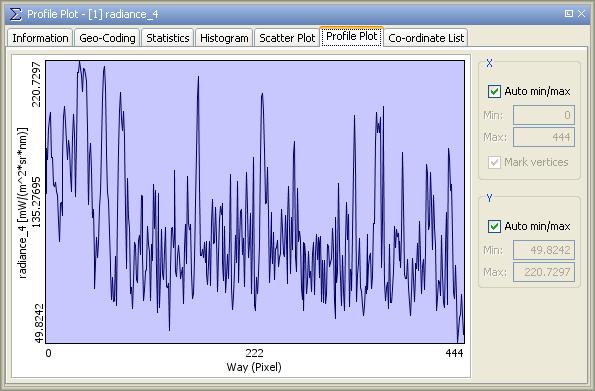 Profile Plot - [1] radiance_4
Information Geo-Coding Statistics Histogram Scatter Plot Profile Plot Co-ordinate List
220.7297
135.27695
49.8242
radiance_4 [mW/(m^2*sr*nm)]
0 222 444
Way (Pixel)
X
Auto min/max
Min: 0
Max: 444
Mark vertices
Y
Auto min/max
Min: 49.8242
Max: 220.7297